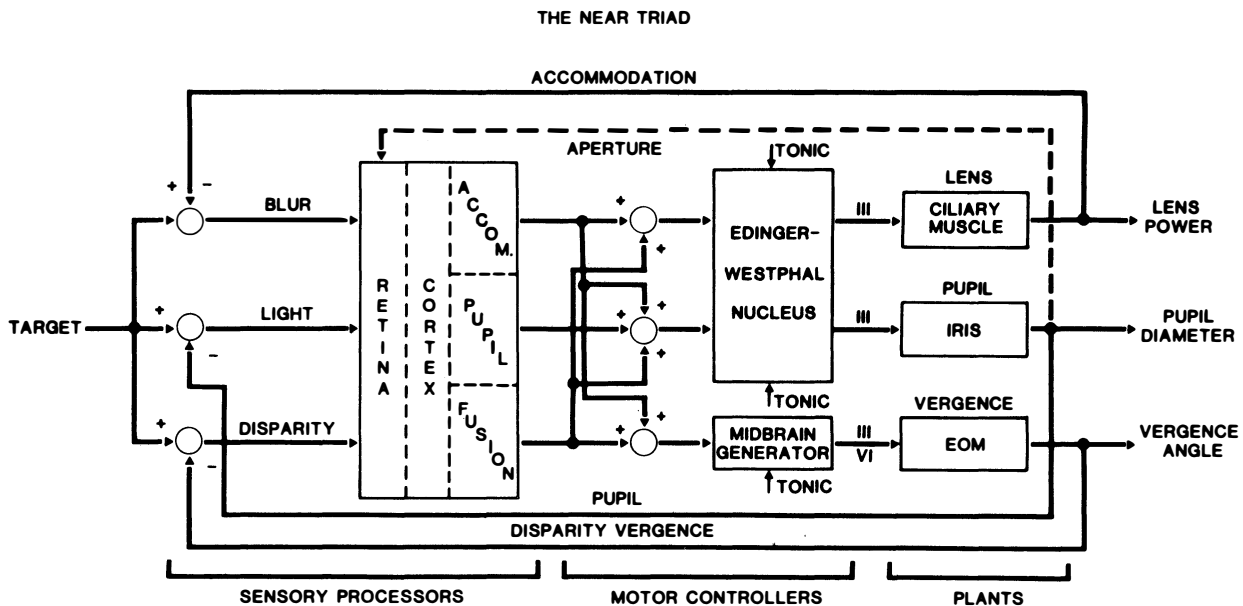 THE NEAR TRIAD
ACCOMMODATION
APERTURE
TONIC
+ -
BLUR
+
LENS
III
CILIARY
MUSCLE
LENS
POWER
RETINA
CORTEX
ACCOM.
PUPIL
FUSION
+
EDINGER-
WESTPHAL
NUCLEUS
TARGET
+
LIGHT
-
+
+
PUPIL
III
IRIS
PUPIL
DIAMETER
TONIC
+
DISPARITY
-
+
+
MIDBRAIN
GENERATOR
TONIC
VERGENCE
III
VI
EOM
VERGENCE
ANGLE
PUPIL
DISPARITY VERGENCE
SENSORY PROCESSORS
MOTOR CONTROLLERS
PLANTS